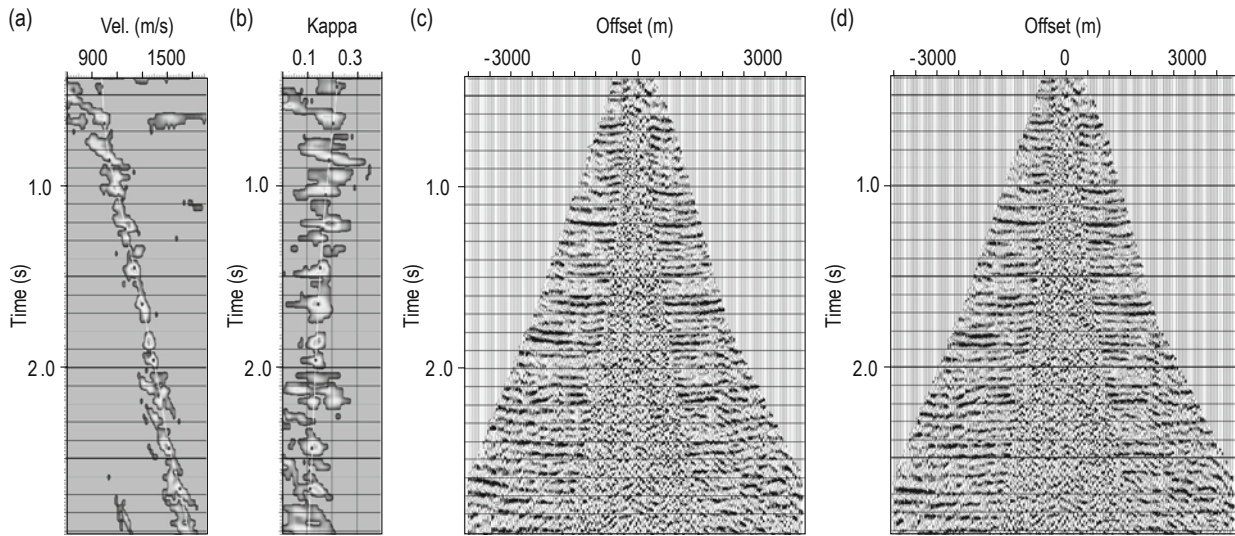 (a)
Vel. (m/s)
900 1500
Time (s)
1.0
2.0
(b)
Kappa
0.1 0.3
Time (s)
1.0
2.0
(c)
Offset (m)
-3000 0 3000
Time (s)
1.0
2.0
(d)
Offset (m)
-3000 0 3000
Time (s)
1.0
2.0